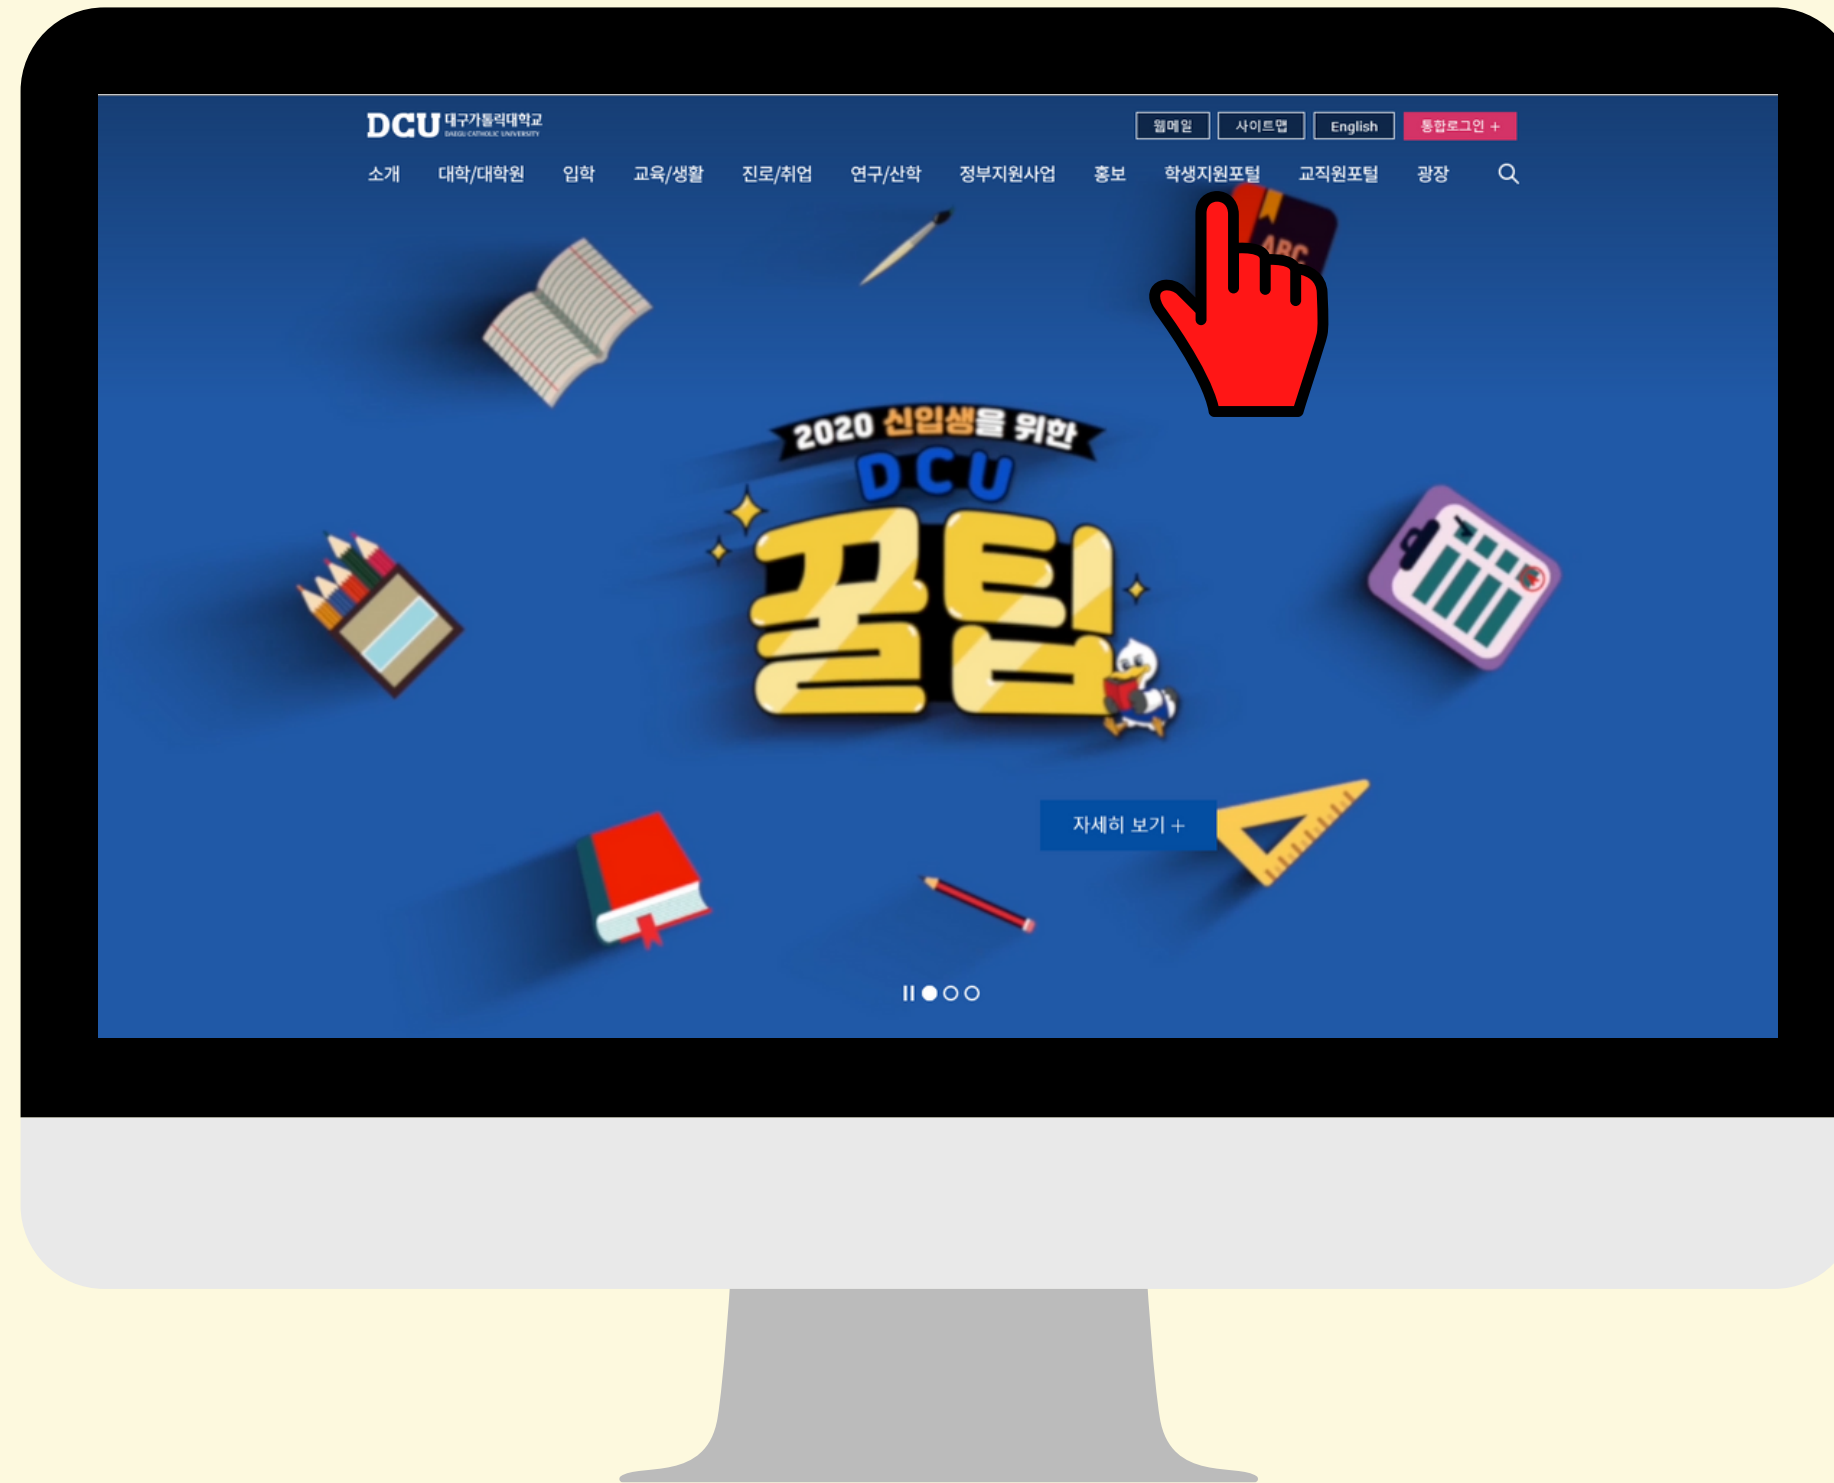 DCU 대구가톨릭대학교
DAEGU CATHOLIC UNIVERSITY
웹메일 사이트맵 English 통합로그인 +
소개 대학/대학원 입학 교육/생활 진로/취업 연구/산학 정부지원사업 홍보 학생지원포털 교직원포털 광장
ABC
2020 신입생을 위한
DCU
꿀팁
자세히 보기 +